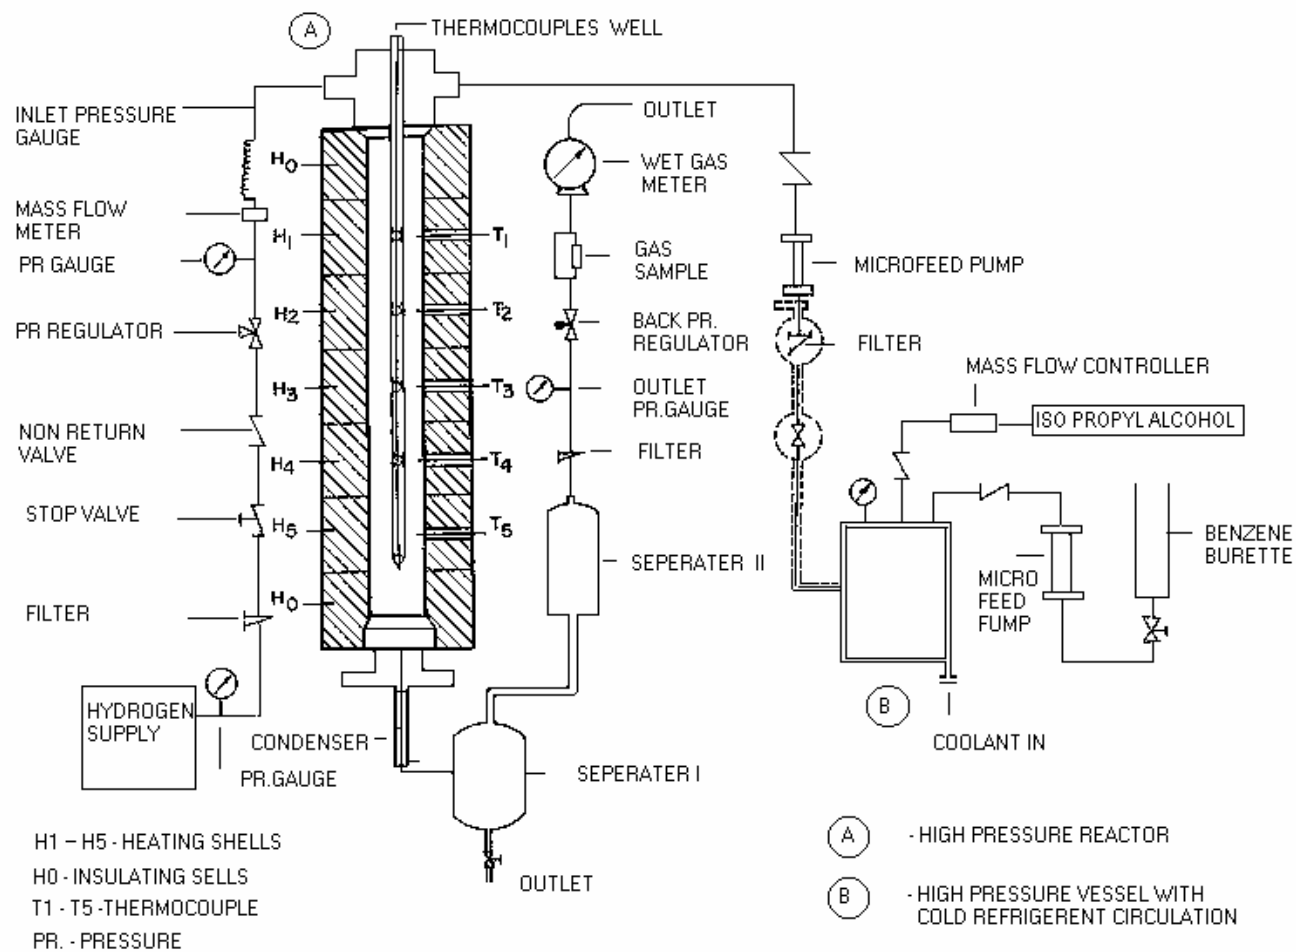 A
THERMOCOUPLES WELL
INLET PRESSURE
GAUGE
MASS FLOW
METER
PR GAUGE
PR REGULATOR
NON RETURN
VALVE
STOP VALVE
FILTER
HYDROGEN
SUPPLY
PR.GAUGE
CONDENSER
H0
H1
H2
H3
H4
H5
H0
T1
T2
T3
T4
T5
OUTLET
WET GAS
METER
GAS
SAMPLE
BACK PR.
REGULATOR
OUTLET
PR.GAUGE
FILTER
SEPERATER II
SEPERATER I
OUTLET
MICROFEED PUMP
FILTER
MASS FLOW CONTROLLER
ISO PROPYL ALCOHOL
BENZENE
BURETTE
MICRO
FEED
FUMP
B
COOLANT IN
H1 – H5 - HEATING SHELLS
H0 - INSULATING SELLS
T1 - T5 -THERMOCOUPLE
PR. - PRESSURE
A - HIGH PRESSURE REACTOR
B - HIGH PRESSURE VESSEL WITH
COLD REFRIGERENT CIRCULATION